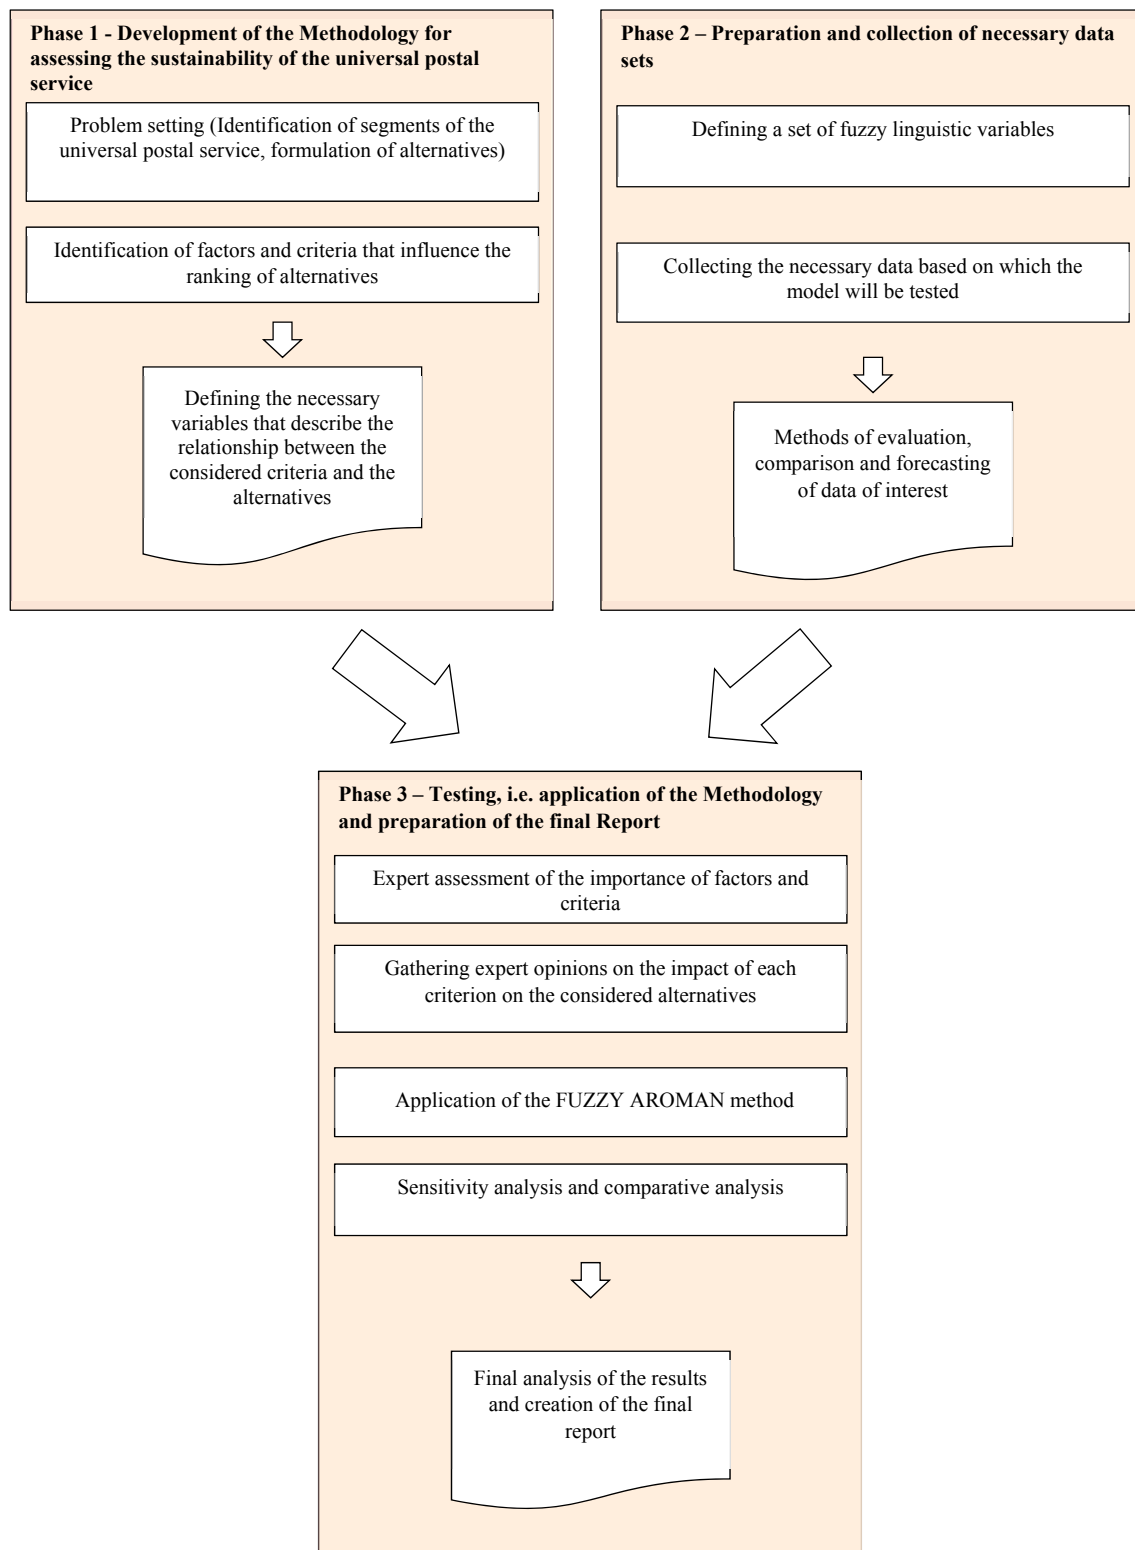 Phase 1 - Development of the Methodology for
assessing the sustainability of the universal postal
service
Problem setting (Identification of segments of the
universal postal service, formulation of alternatives)
Identification of factors and criteria that influence the
ranking of alternatives
Defining the necessary
variables that describe the
relationship between the
considered criteria and the
alternatives
Phase 2 – Preparation and collection of necessary data
sets
Defining a set of fuzzy linguistic variables
Collecting the necessary data based on which the
model will be tested
Methods of evaluation,
comparison and forecasting
of data of interest
Phase 3 – Testing, i.e. application of the Methodology
and preparation of the final Report
Expert assessment of the importance of factors and
criteria
Gathering expert opinions on the impact of each
criterion on the considered alternatives
Application of the FUZZY AROMAN method
Sensitivity analysis and comparative analysis
Final analysis of the results
and creation of the final
report